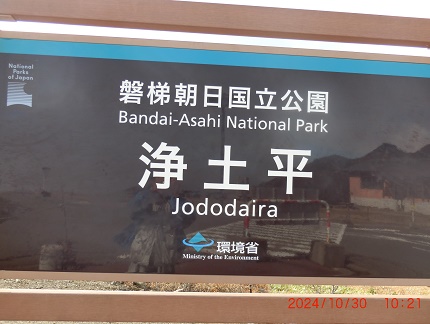 National Parks
of Japan
磐梯朝日国立公園
Bandai-Asahi National Park
浄土平
Jododaira
環境省
Ministry of the Environment
2024/10/30 10:21